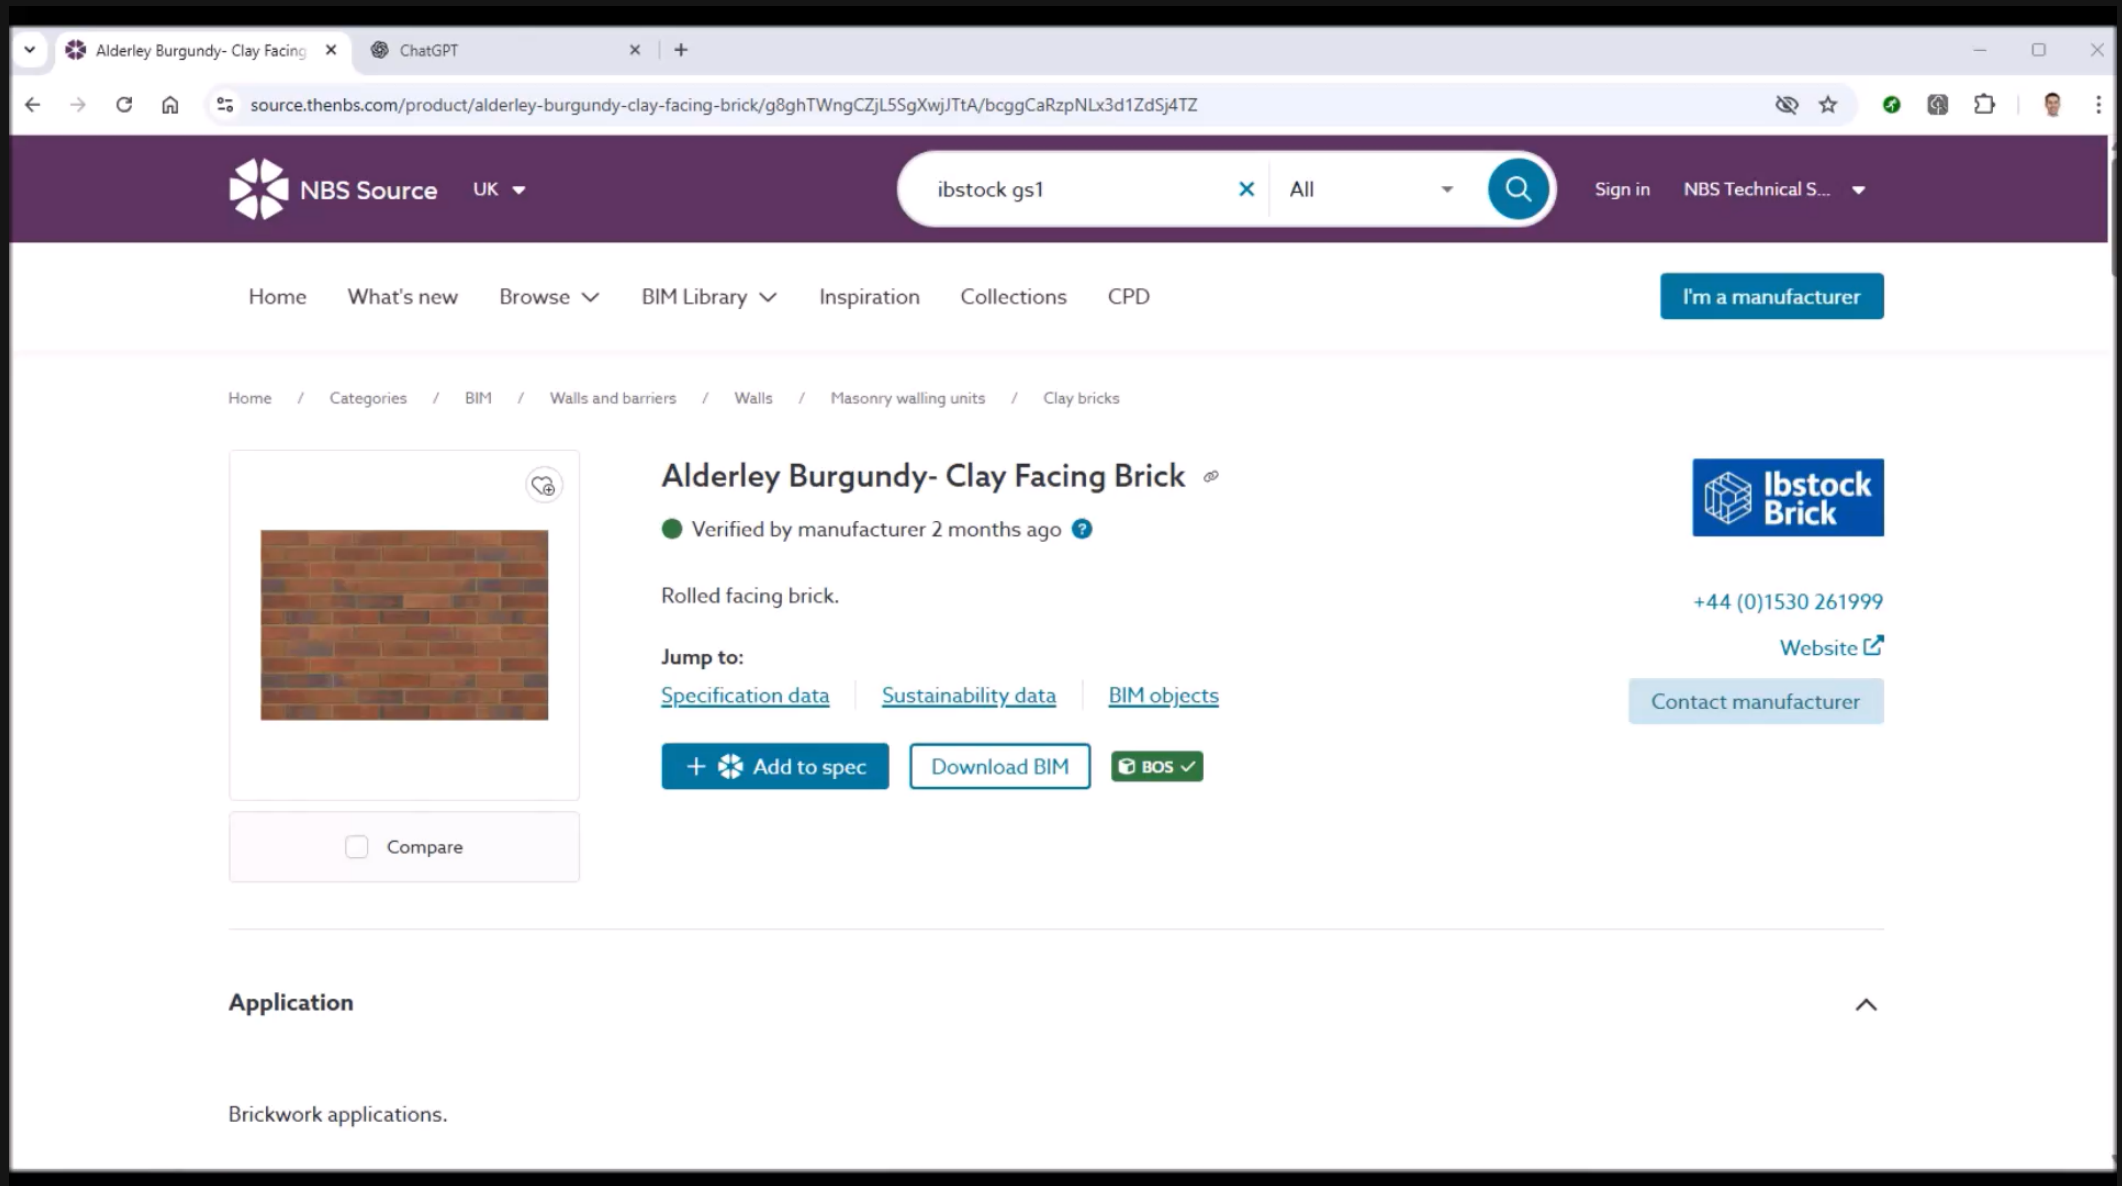 Alderley Burgundy- Clay Facing
ChatGPT
source.thenbs.com/product/alderley-burgundy-clay-facing-brick/g8ghTWngCZjL5SgXwjJTtA/bcggCaRzpNLx3d1ZdSj4TZ
NBS Source
UK
ibstock gs1
All
Sign in
NBS Technical S...
Home
What's new
Browse
BIM Library
Inspiration
Collections
CPD
I'm a manufacturer
Home / Categories / BIM / Walls and barriers / Walls / Masonry walling units / Clay bricks
Alderley Burgundy- Clay Facing Brick
Verified by manufacturer 2 months ago ?
Rolled facing brick.
Jump to:
Specification data
Sustainability data
BIM objects
+ Add to spec
Download BIM
BOS
Ibstock
Brick
+44 (0)1530 261999
Website
Contact manufacturer
Compare
Application
Brickwork applications.